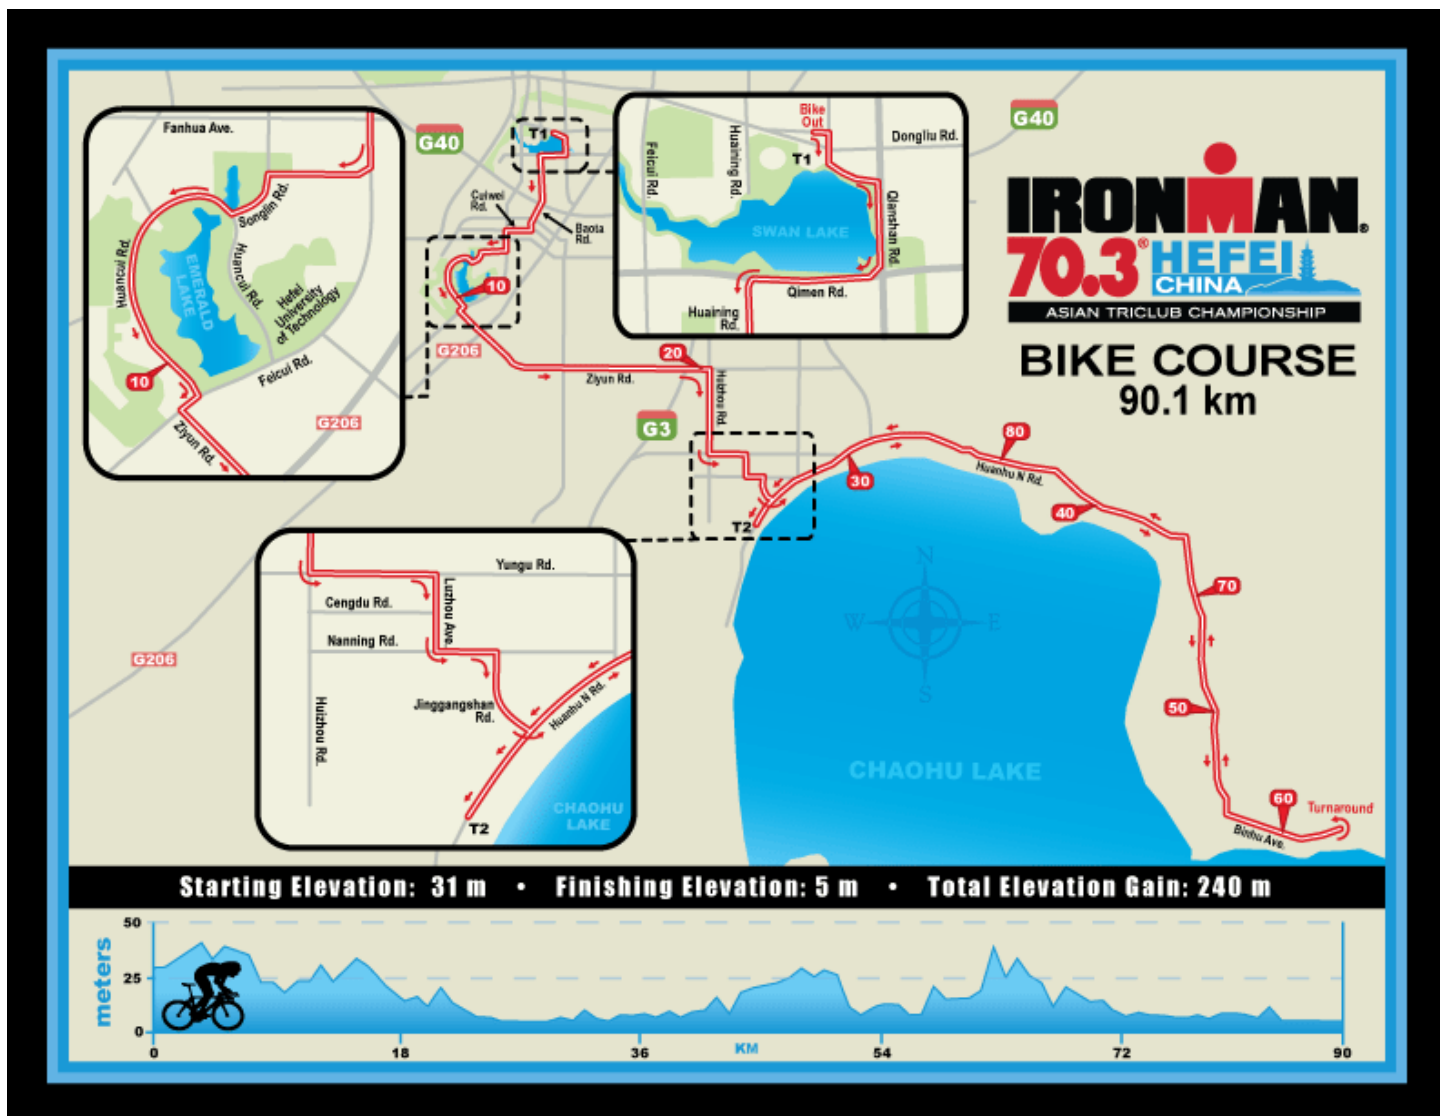 Fanhua Ave.
Songlin Rd.
Huancui Rd.
Huancui Rd.
EMERALD
LAKE
Hefei
University
of Technology
Feicui Rd.
10
Ziyun Rd.
G206
G40
T1
Cuiwei
Rd.
Baota
Rd.
10
G206
Ziyun Rd.
20
Huizhou Rd.
G3
Bike
Out
T1
Dongliu Rd.
Feicui Rd.
Huaining Rd.
Qianshan Rd.
SWAN LAKE
Qimen Rd.
Huaining
Rd.
G40
IRONMAN®
70.3®
HEFEI
CHINA
ASIAN TRICLUB CHAMPIONSHIP
BIKE COURSE
90.1 km
80
Huanhu N Rd.
30
40
T2
70
50
60
Turnaround
Binhu Ave.
N
W
E
S
CHAOHU LAKE
G206
Yungu Rd.
Cengdu Rd.
Luzhou Ave.
Nanning Rd.
Jinggangshan
Rd.
Huanhu N Rd.
Huizhou Rd.
CHAOHU
LAKE
T2
Starting Elevation: 31 m • Finishing Elevation: 5 m • Total Elevation Gain: 240 m
meters
50
25
0
0 18 36 KM 54 72 90